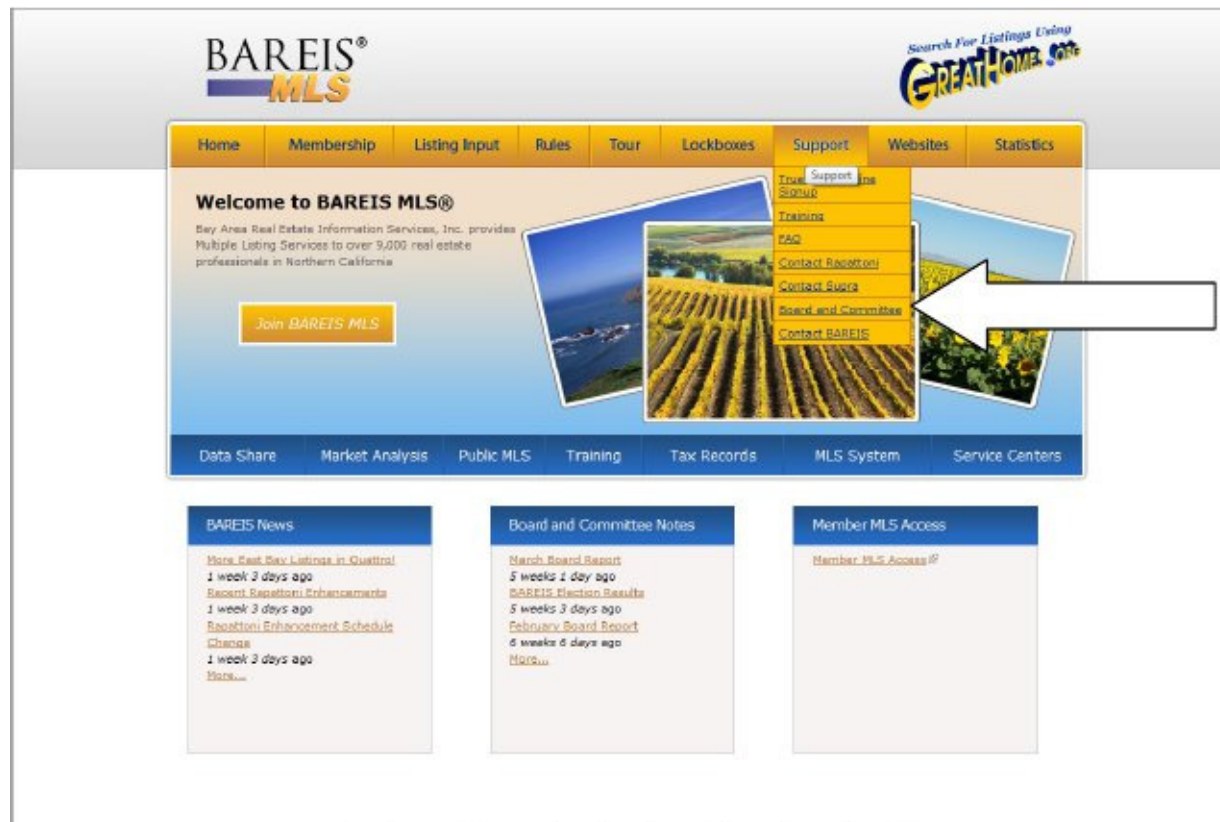 BAREIS®
MLS
Search For Listings Using
GREATHOMES.ORG
Home Membership Listing Input Rules Tour Lockboxes Support Websites Statistics
Support
Signup
Training
FAQ
Contact Rapattoni
Contact Supra
Board and Committee
Contact BAREIS
Welcome to BAREIS MLS®
Bay Area Real Estate Information Services, Inc. provides
Multiple Listing Services to over 9,000 real estate
professionals in Northern California
Join BAREIS MLS
Data Share Market Analysis Public MLS Training Tax Records MLS System Service Centers
BAREIS News
More East Bay Listings in Quattro!
1 week 3 days ago
Recent Rapattoni Enhancements
1 week 3 days ago
Rapattoni Enhancement Schedule
Change
1 week 3 days ago
More...
Board and Committee Notes
March Board Report
5 weeks 1 day ago
BAREIS Election Results
5 weeks 3 days ago
February Board Report
6 weeks 6 days ago
More...
Member MLS Access
Member MLS Access